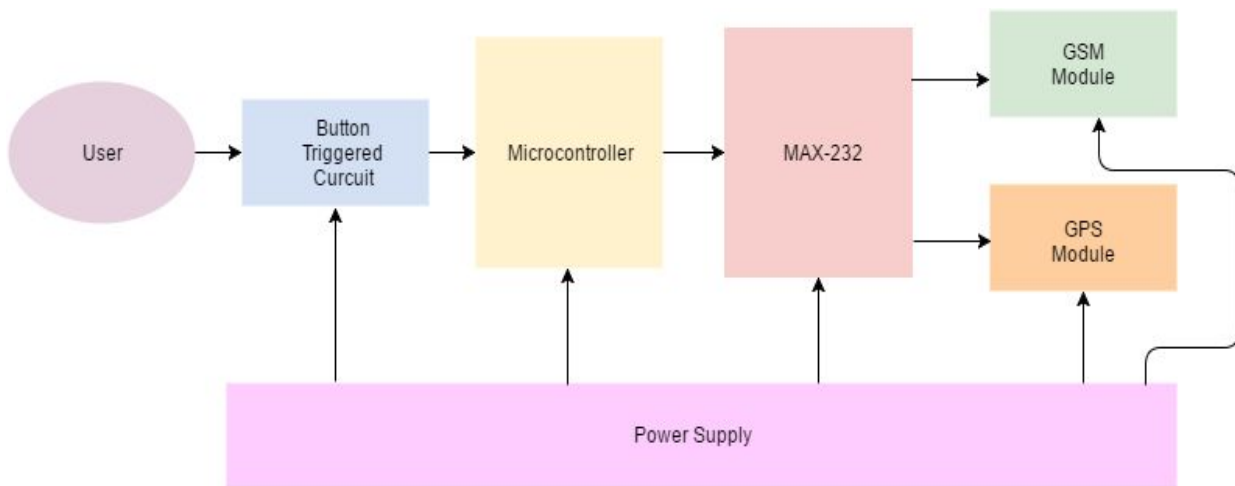 User
Button
Triggered
Curcuit
Microcontroller
MAX-232
GSM
Module
GPS
Module
Power Supply